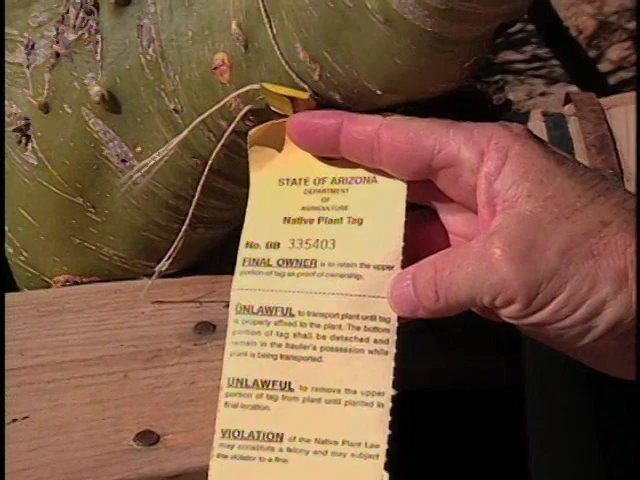 STATE OF ARIZONA
DEPARTMENT
OF
AGRICULTURE
Native Plant Tag
No. BB 335403
FINAL OWNER is to retain the upper
portion of tag as proof of ownership.
UNLAWFUL to transport plant until tag
is properly affixed to the plant. The bottom
portion of tag shall be detached and
remain in the hauler's possession while
plant is being transported.
UNLAWFUL to remove the upper
portion of tag from plant until planted in
final location.
VIOLATION of the Native Plant Law
may constitute a felony and may subject
the violator to a fine.